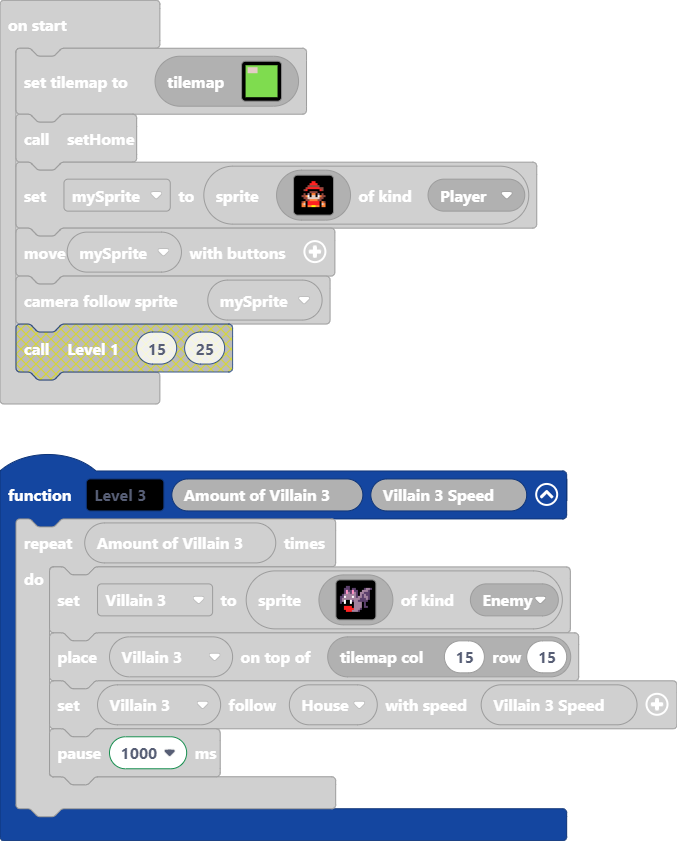 on start
set tilemap to tilemap
call setHome
set mySprite to sprite of kind Player
move mySprite with buttons
camera follow sprite mySprite
call Level 1 15 25
function Level 3 Amount of Villain 3 Villain 3 Speed
repeat Amount of Villain 3 times
do
set Villain 3 to sprite of kind Enemy
place Villain 3 on top of tilemap col 15 row 15
set Villain 3 follow House with speed Villain 3 Speed
pause 1000 ms